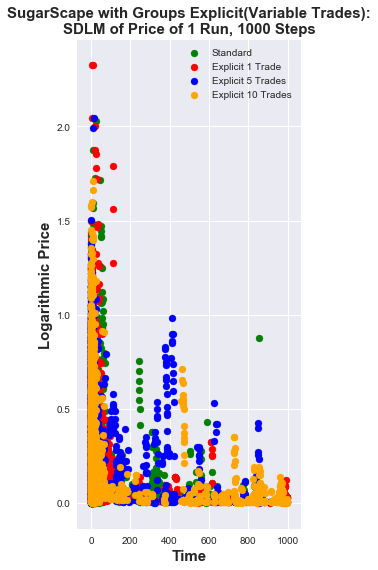 SugarScape with Groups Explicit(Variable Trades):
SDLM of Price of 1 Run, 1000 Steps
Standard
Explicit 1 Trade
Explicit 5 Trades
Explicit 10 Trades
2.0
1.5
1.0
0.5
0.0
Logarithmic Price
0 200 400 600 800 1000
Time